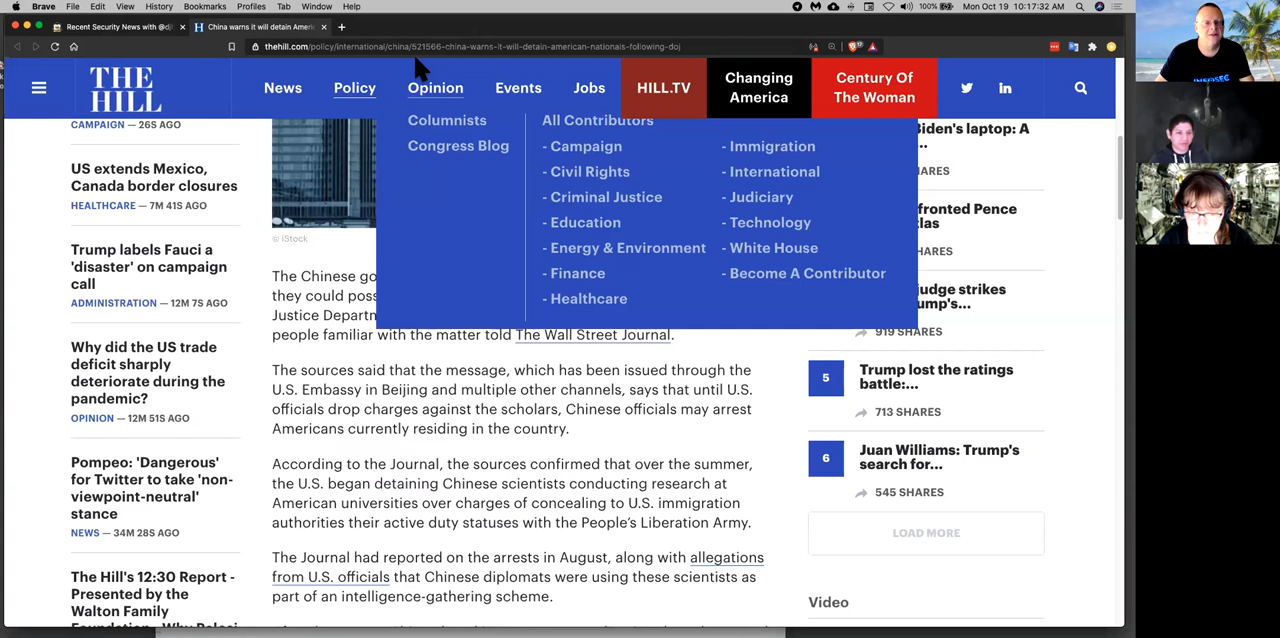 Brave File Edit View History Bookmarks Profiles Tab Window Help
100% Mon Oct 19 10:17:32
Recent Security News with @dj
China warns it will detain Ameri
thehill.com/policy/international/china/521566-china-warns-it-will-detain-american-nationals-following-doj
THE
HILL
News Policy Opinion Events Jobs HILL.TV
Changing
America
Century Of
The Woman
CAMPAIGN — 26S AGO
US extends Mexico,
Canada border closures
HEALTHCARE — 7M 41S AGO
Trump labels Fauci a
'disaster' on campaign
call
ADMINISTRATION — 12M 7S AGO
Why did the US trade
deficit sharply
deteriorate during the
pandemic?
OPINION — 12M 51S AGO
Pompeo: 'Dangerous'
for Twitter to take 'non-
viewpoint-neutral'
stance
NEWS — 34M 28S AGO
The Hill's 12:30 Report -
Presented by the
Walton Family
Columnists
Congress Blog
All Contributors
- Campaign
- Civil Rights
- Criminal Justice
- Education
- Energy & Environment
- Finance
- Healthcare
- Immigration
- International
- Judiciary
- Technology
- White House
- Become A Contributor
© iStock
The Chinese go
they could poss
Justice Departn
people familiar with the matter told The Wall Street Journal.
The sources said that the message, which has been issued through the
U.S. Embassy in Beijing and multiple other channels, says that until U.S.
officials drop charges against the scholars, Chinese officials may arrest
Americans currently residing in the country.
According to the Journal, the sources confirmed that over the summer,
the U.S. began detaining Chinese scientists conducting research at
American universities over charges of concealing to U.S. immigration
authorities their active duty statuses with the People's Liberation Army.
The Journal had reported on the arrests in August, along with allegations
from U.S. officials that Chinese diplomats were using these scientists as
part of an intelligence-gathering scheme.
Biden's laptop: A
ARES
fronted Pence
tlas
ARES
judge strikes
ump's...
919 SHARES
5
Trump lost the ratings
battle:...
713 SHARES
6
Juan Williams: Trump's
search for...
545 SHARES
LOAD MORE
Video